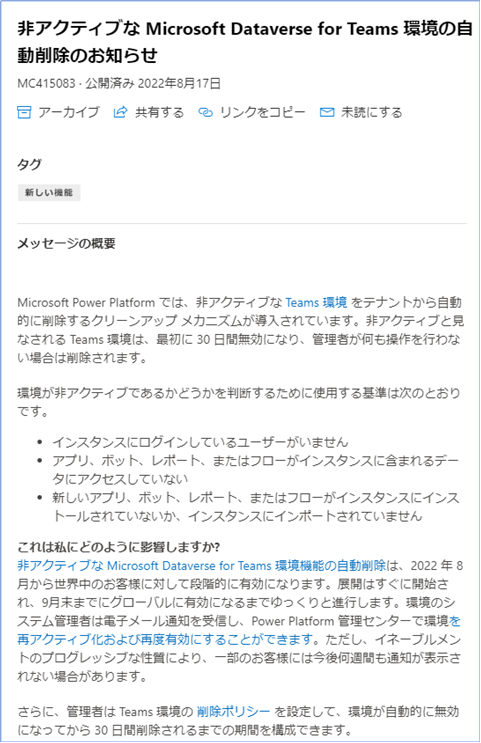 非アクティブな Microsoft Dataverse for Teams 環境の自
動削除のお知らせ
MC415083 · 公開済み 2022年8月17日
アーカイブ 共有する リンクをコピー 未読にする
タグ
新しい機能
メッセージの概要
Microsoft Power Platform では、非アクティブな Teams 環境 をテナントから自動
的に削除するクリーンアップ メカニズムが導入されています。非アクティブと見
なされる Teams 環境は、最初に 30 日間無効になり、管理者が何も操作を行わな
い場合は削除されます。
環境が非アクティブであるかどうかを判断するために使用する基準は次のとおり
です。
• インスタンスにログインしているユーザーがいません
• アプリ、ボット、レポート、またはフローがインスタンスに含まれるデー
タにアクセスしていない
• 新しいアプリ、ボット、レポート、またはフローがインスタンスにインス
トールされていないか、インスタンスにインポートされていません
これは私にどのように影響しますか?
非アクティブな Microsoft Dataverse for Teams 環境機能の自動削除は、2022 年 8
月から世界中のお客様に対して段階的に有効になります。展開はすぐに開始さ
れ、9月末までにグローバルに有効になるまでゆっくりと進行します。環境のシ
ステム管理者は電子メール通知を受信し、Power Platform 管理センターで環境を
再アクティブ化および再度有効にすることができます。ただし、イネーブルメン
トのプログレッシブな性質により、一部のお客様には今後何週間も通知が表示さ
れない場合があります。
さらに、管理者は Teams 環境の 削除ポリシー を設定して、環境が自動的に無効
になってから 30 日間削除されるまでの期間を構成できます。